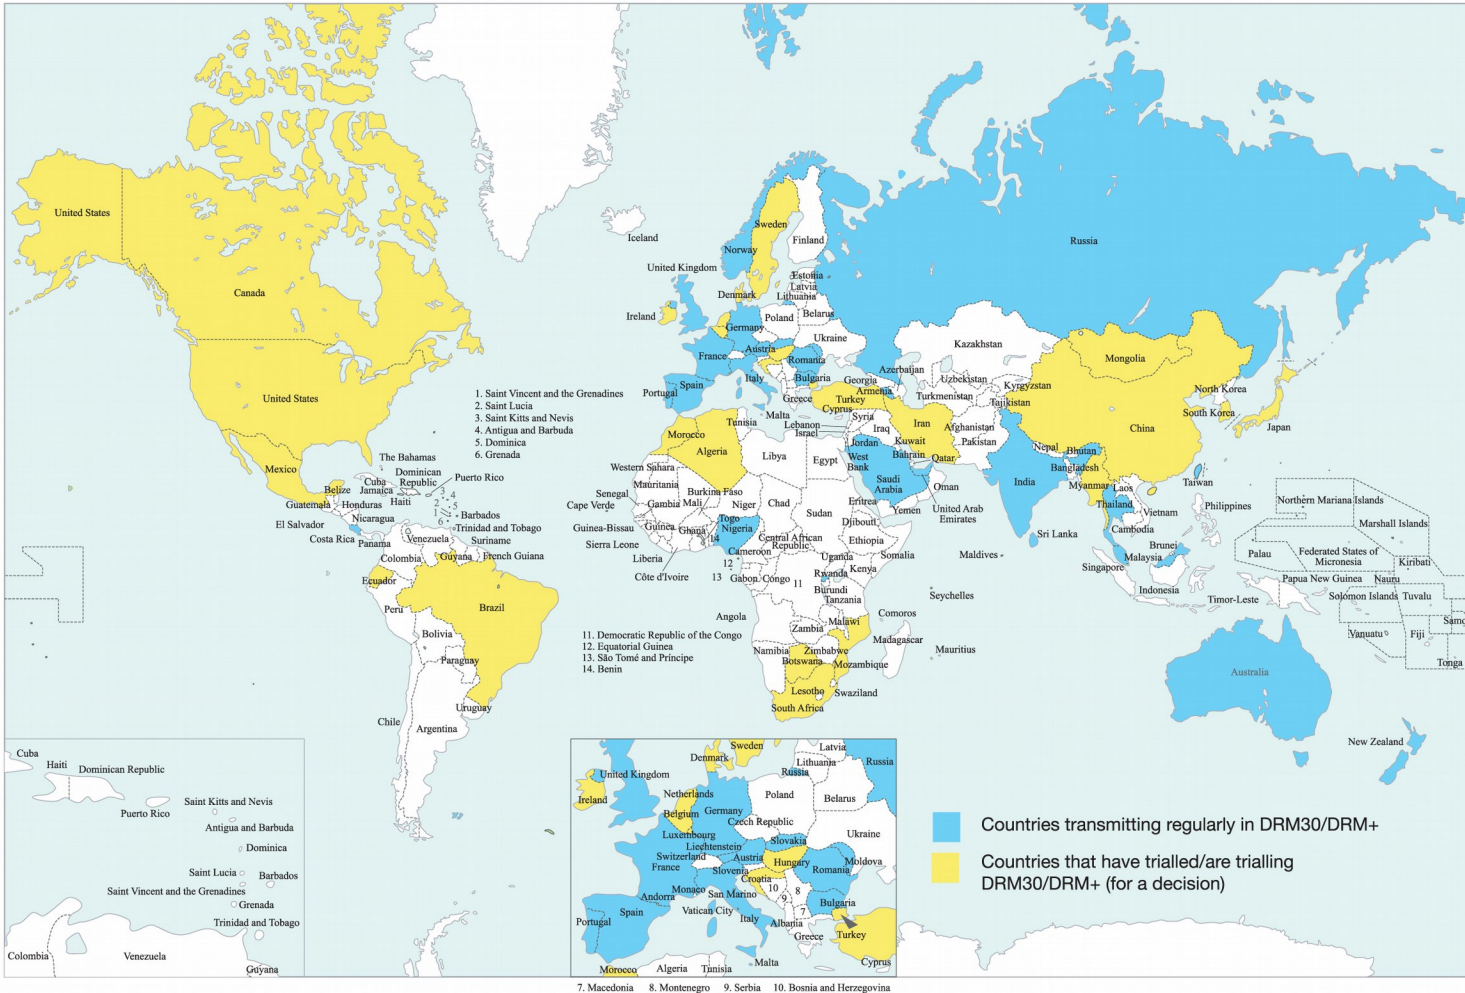 United States
Canada
United States
Mexico
Iceland
Sweden
Finland
Norway
Russia
United Kingdom
Estonia
Latvia
Lithuania
Denmark
Ireland
Poland
Belarus
Germany
Ukraine
Kazakhstan
Mongolia
France
Austria
Romania
Italy
Bulgaria
Azerbaijan
Georgia
Armenia
Uzbekistan
Kyrgyzstan
Turkmenistan
Tajikistan
North Korea
South Korea
Japan
China
Portugal
Spain
Greece
Turkey
Cyprus
Malta
Syria
Lebanon
Israel
Iraq
Iran
Afghanistan
Pakistan
Kuwait
Jordan
West
Bank
Bahrain
Qatar
Nepal
Bhutan
Bangladesh
India
Myanmar
Laos
Taiwan
Thailand
Vietnam
Cambodia
Philippines
1. Saint Vincent and the Grenadines
2. Saint Lucia
3. Saint Kitts and Nevis
4. Antigua and Barbuda
5. Dominica
6. Grenada
The Bahamas
Cuba
Dominican
Republic
Puerto Rico
Jamaica
Haiti
Belize
Guatemala
Honduras
Nicaragua
El Salvador
Costa Rica
Panama
1
2
3
4
5
6
Barbados
Trinidad and Tobago
Venezuela
Suriname
Guyana
French Guiana
Colombia
Ecuador
Peru
Brazil
Bolivia
Paraguay
Uruguay
Chile
Argentina
Tunisia
Morocco
Algeria
Libya
Egypt
Western Sahara
Mauritania
Senegal
Cape Verde
Gambia
Mali
Burkina Faso
Niger
Chad
Sudan
Eritrea
Saudi
Arabia
Oman
Yemen
United Arab
Emirates
Guinea-Bissau
Guinea
Sierra Leone
Ghana
Togo
Nigeria
14
Liberia
Côte d'Ivoire
Cameroon
12
13
Central African
Republic
Djibouti
Ethiopia
Somalia
Uganda
Kenya
Gabon
Congo
11
Rwanda
Burundi
Tanzania
Angola
Zambia
Malawi
Comoros
Seychelles
Maldives
Sri Lanka
Madagascar
Mauritius
Namibia
Zimbabwe
Botswana
Mozambique
Lesotho
Swaziland
South Africa
11. Democratic Republic of the Congo
12. Equatorial Guinea
13. São Tomé and Príncipe
14. Benin
Brunei
Malaysia
Singapore
Indonesia
Timor-Leste
Northern Mariana Islands
Marshall Islands
Palau
Federated States of
Micronesia
Kiribati
Papua New Guinea
Nauru
Solomon Islands
Tuvalu
Vanuatu
Fiji
Samo
Tonga
Australia
New Zealand
Cuba
Haiti
Dominican Republic
Puerto Rico
Saint Kitts and Nevis
Antigua and Barbuda
Dominica
Saint Lucia
Barbados
Saint Vincent and the Grenadines
Grenada
Trinidad and Tobago
Colombia
Venezuela
Guyana
Sweden
Denmark
Latvia
Lithuania
Russia
Russia
United Kingdom
Ireland
Netherlands
Belgium
Germany
Poland
Belarus
Czech Republic
Luxembourg
Liechtenstein
Slovakia
Ukraine
Switzerland
Austria
Hungary
Moldova
France
Slovenia
Romania
Croatia
Monaco
San Marino
10
8
9
7
Andorra
Bulgaria
Portugal
Spain
Vatican City
Italy
Albania
Greece
Turkey
Malta
Cyprus
Morocco
Algeria
Tunisia
7. Macedonia 8. Montenegro 9. Serbia 10. Bosnia and Herzegovina
Countries transmitting regularly in DRM30/DRM+
Countries that have trialled/are trialling
DRM30/DRM+ (for a decision)